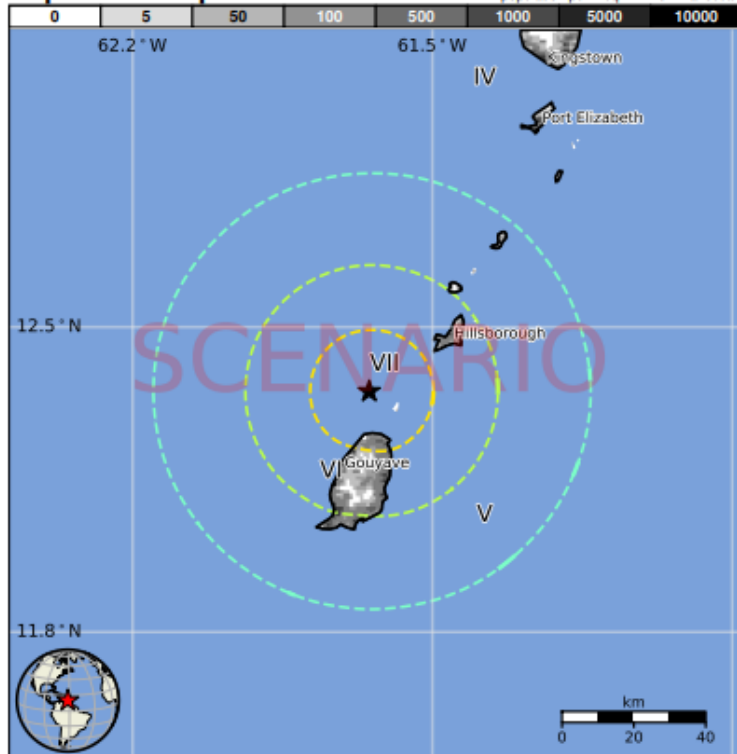 0 5 50 100 500 1000 5000 10000
62.2°W 61.5°W
Kingstown
IV
Port Elizabeth
12.5°N
Hillsborough
SCENARIO
VII
VI Gouyave
V
11.8°N
km
0 20 40